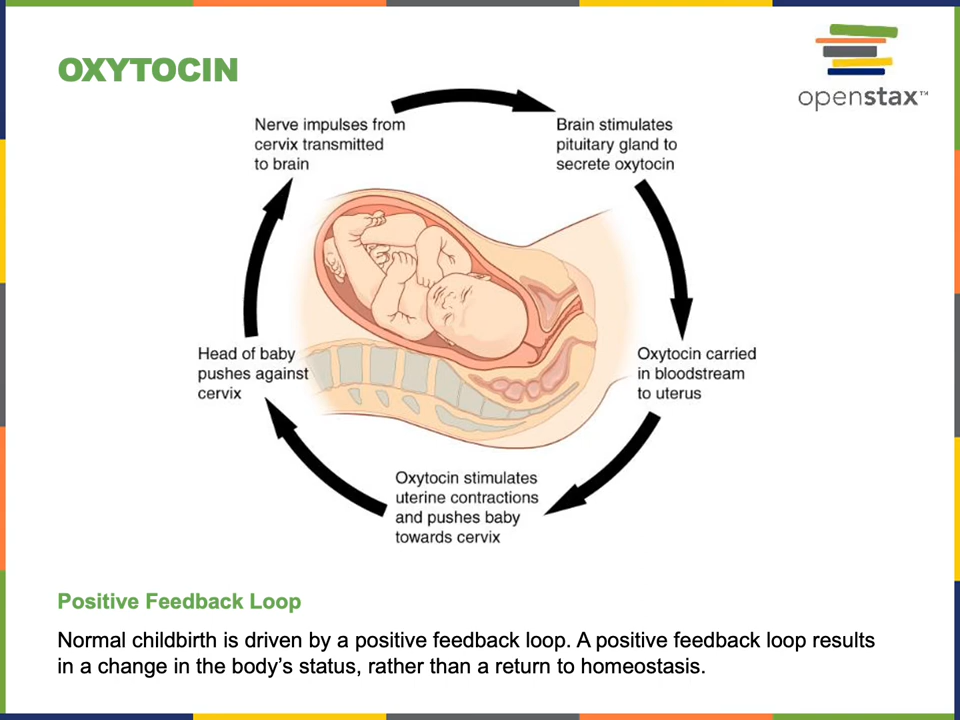 OXYTOCIN
openstax™
Nerve impulses from
cervix transmitted
to brain
Brain stimulates
pituitary gland to
secrete oxytocin
Head of baby
pushes against
cervix
Oxytocin carried
in bloodstream
to uterus
Oxytocin stimulates
uterine contractions
and pushes baby
towards cervix
Positive Feedback Loop
Normal childbirth is driven by a positive feedback loop. A positive feedback loop results
in a change in the body’s status, rather than a return to homeostasis.